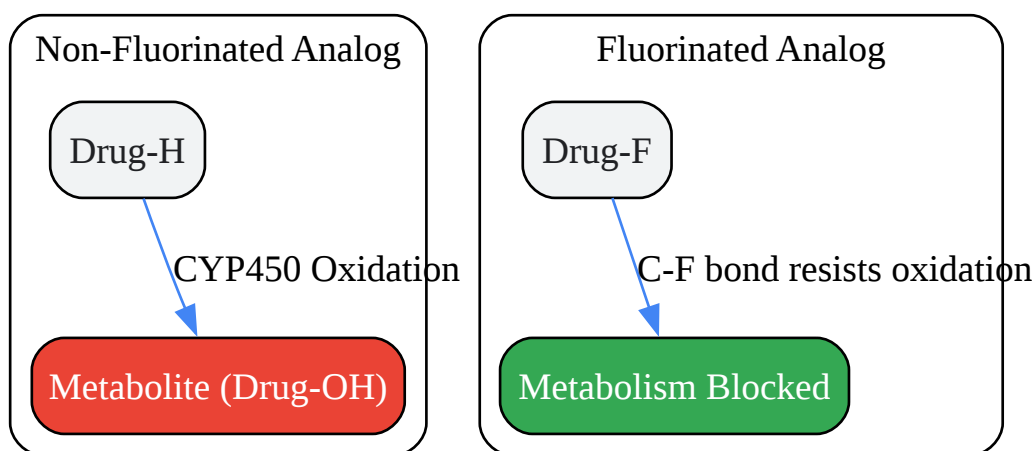 Non-Fluorinated Analog
Drug-H
CYP450 Oxidation
Metabolite (Drug-OH)
Fluorinated Analog
Drug-F
C-F bond resists oxidation
Metabolism Blocked